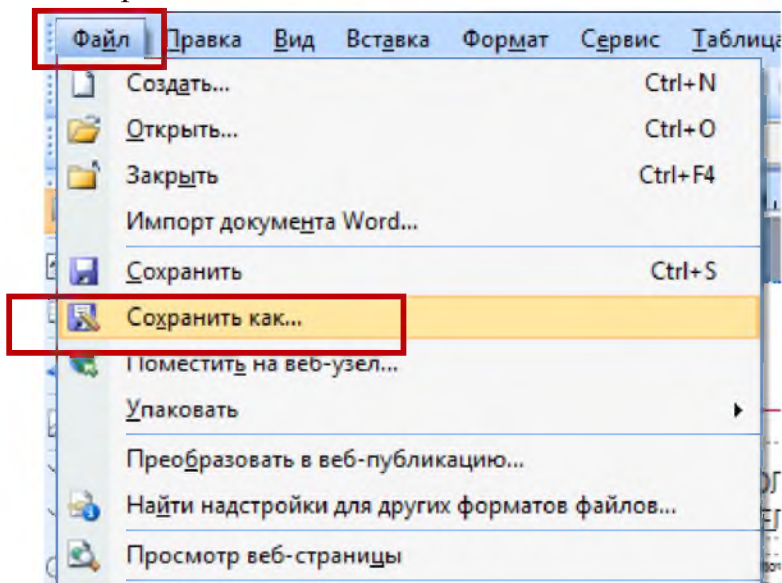 Файл Правка Вид Вставка Формат Сервис Таблица
Создать... Ctrl+N
Открыть... Ctrl+O
Закрыть Ctrl+F4
Импорт документа Word...
Сохранить Ctrl+S
Сохранить как...
Поместить на веб-узел...
Упаковать
Преобразовать в веб-публикацию...
Найти надстройки для других форматов файлов...
Просмотр веб-страницы